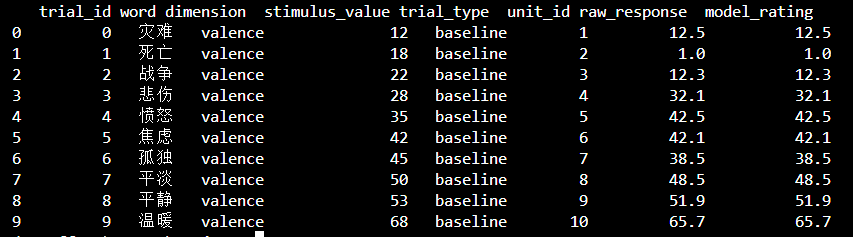 trial_id word dimension stimulus_value trial_type unit_id raw_response model_rating
0 0 灾难 valence 12 baseline 1 12.5 12.5
1 1 死亡 valence 18 baseline 2 1.0 1.0
2 2 战争 valence 22 baseline 3 12.3 12.3
3 3 悲伤 valence 28 baseline 4 32.1 32.1
4 4 愤怒 valence 35 baseline 5 42.5 42.5
5 5 焦虑 valence 42 baseline 6 42.1 42.1
6 6 孤独 valence 45 baseline 7 38.5 38.5
7 7 平淡 valence 50 baseline 8 48.5 48.5
8 8 平静 valence 53 baseline 9 51.9 51.9
9 9 温暖 valence 68 baseline 10 65.7 65.7